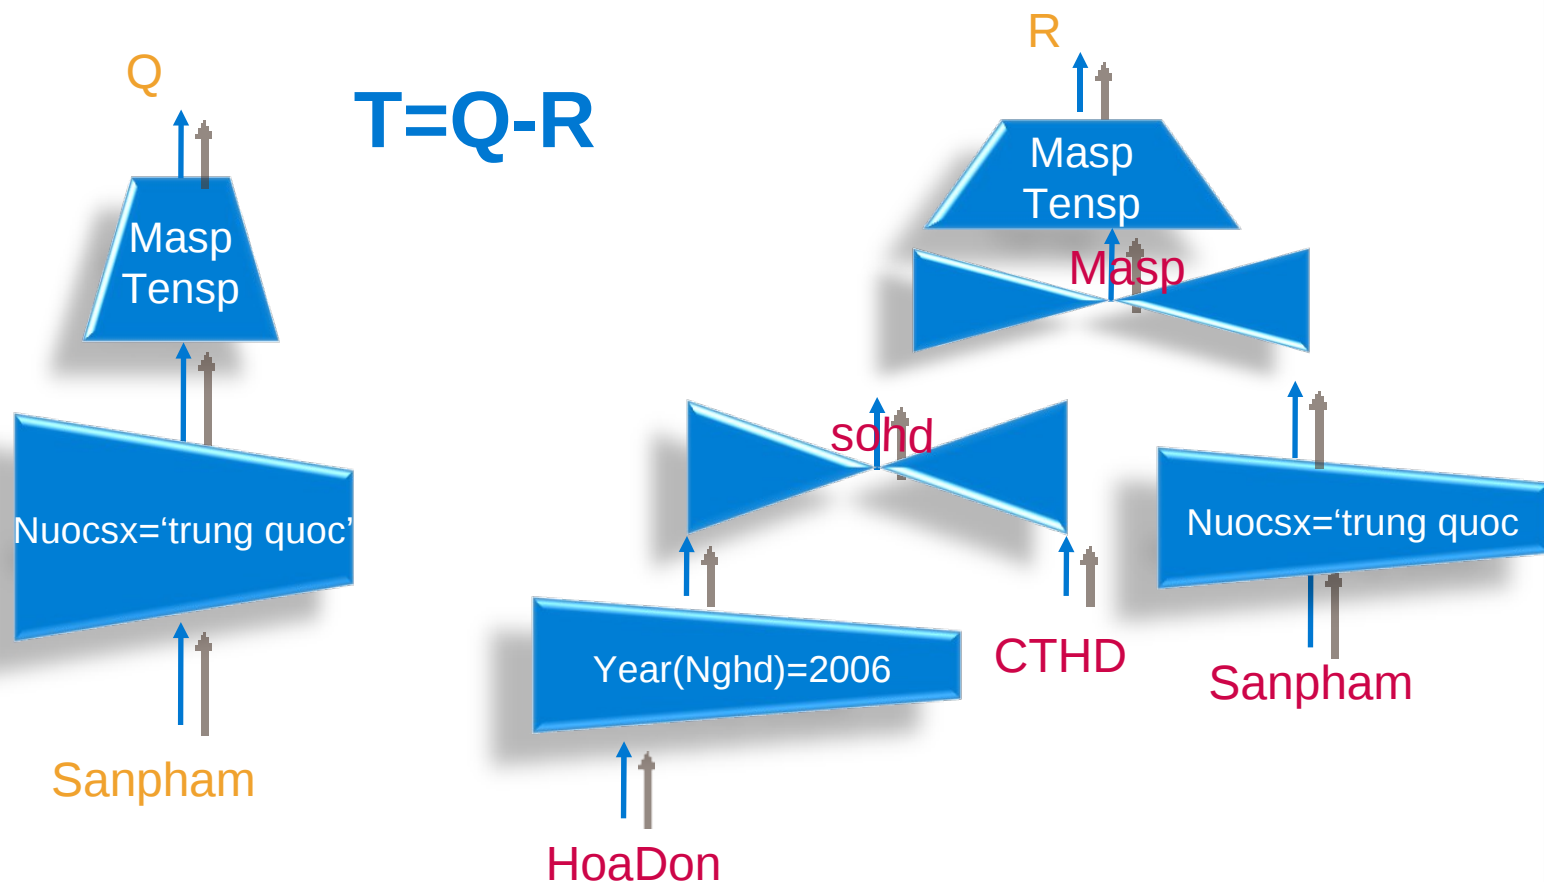 Q
T=Q-R
Masp
Tensp
Nuocsx=‘trung quoc’
Sanpham
R
Masp
Tensp
Masp
sohd
Nuocsx=‘trung quoc
Year(Nghd)=2006
CTHD
Sanpham
HoaDon